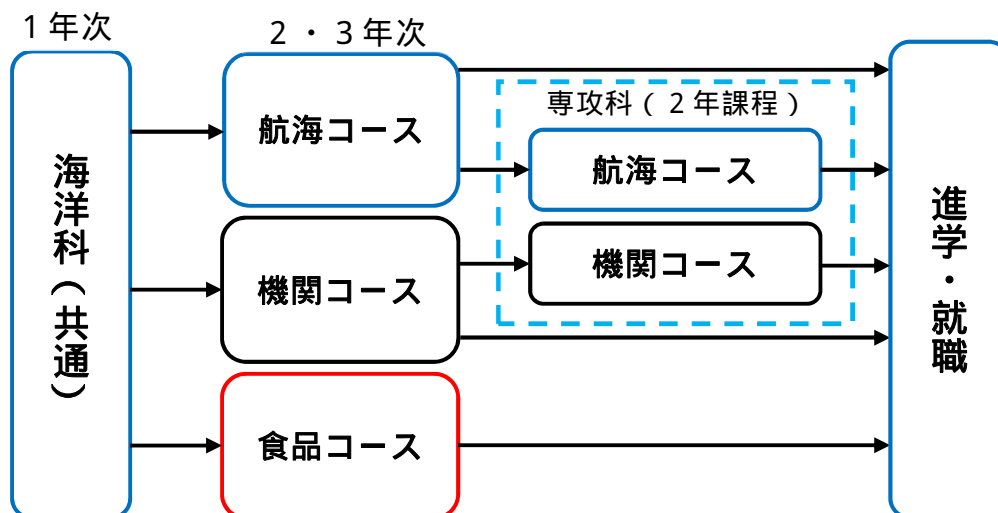 １年次
２・３年次
海洋科（共通）
航海コース
機関コース
食品コース
専攻科（２年課程）
航海コース
機関コース
進学・就職